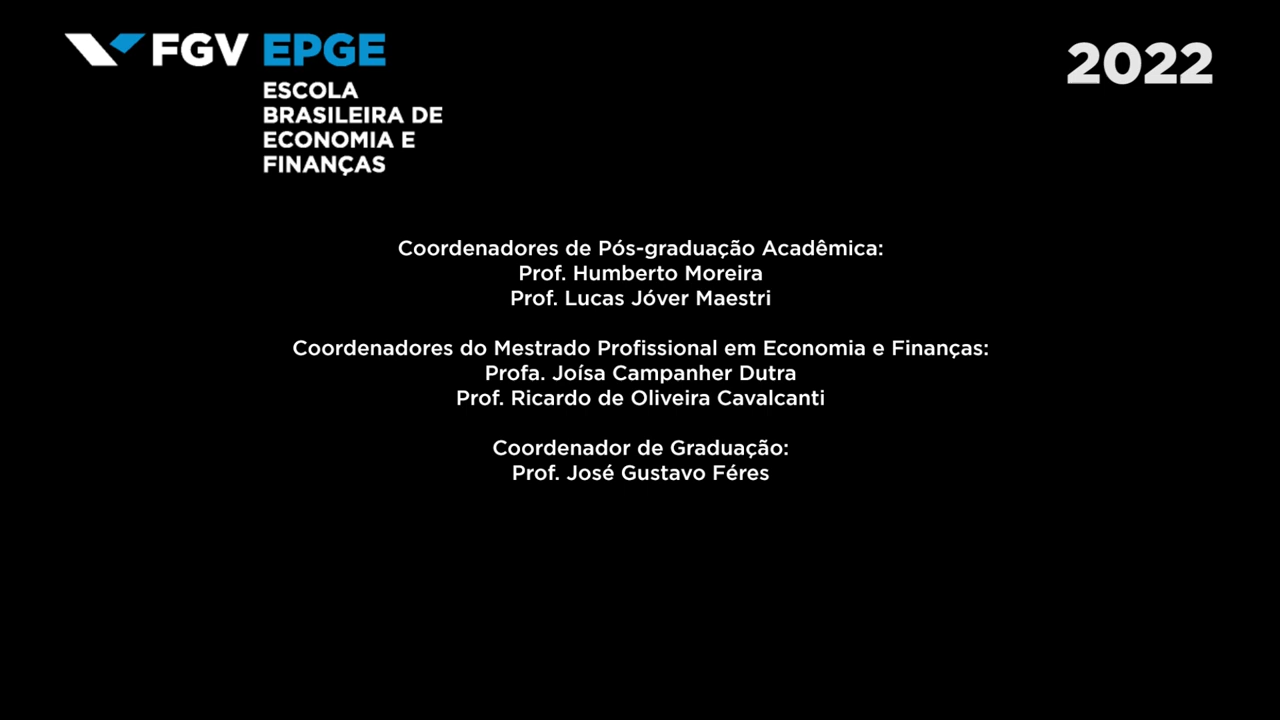 FGV EPGE
ESCOLA
BRASILEIRA DE
ECONOMIA E
FINANÇAS
2022
Coordenadores de Pós-graduação Acadêmica:
Prof. Humberto Moreira
Prof. Lucas Jóver Maestri
Coordenadores do Mestrado Profissional em Economia e Finanças:
Profa. Joísa Campanher Dutra
Prof. Ricardo de Oliveira Cavalcanti
Coordenador de Graduação:
Prof. José Gustavo Féres